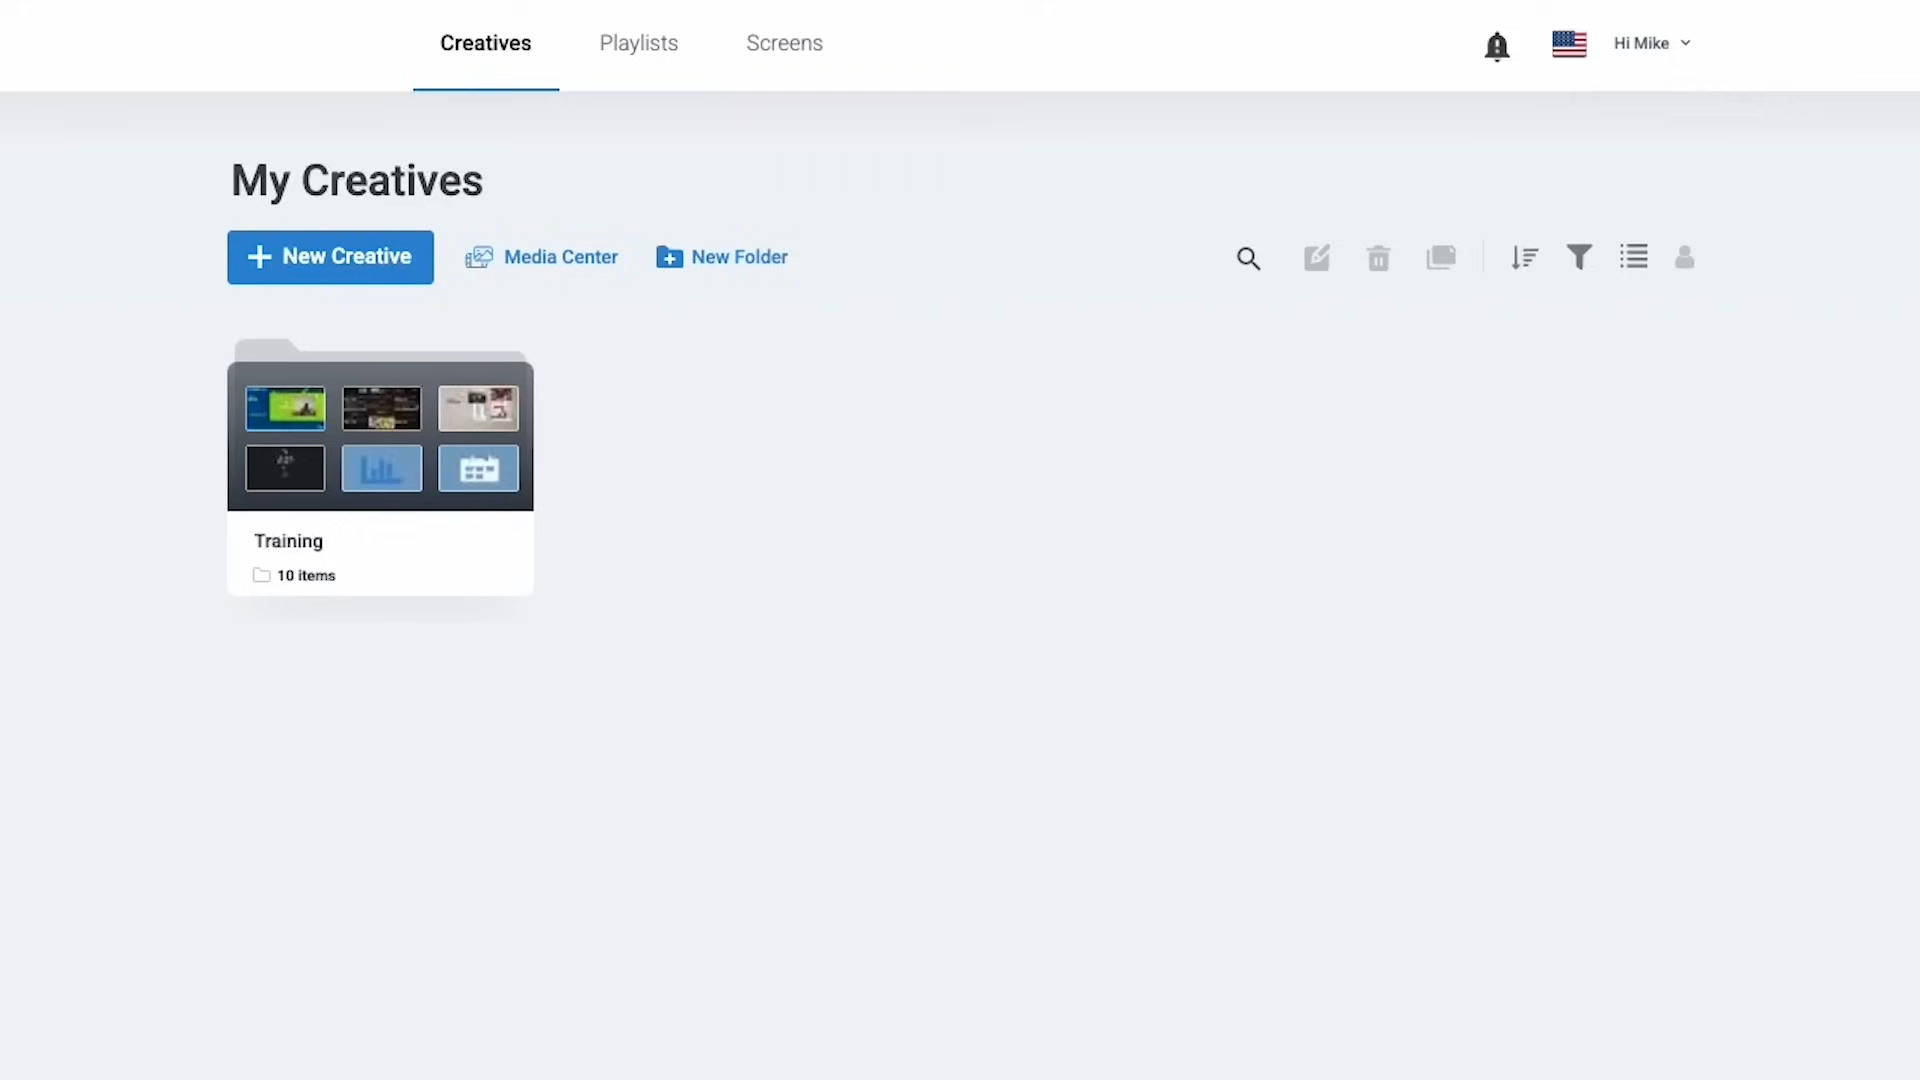 Creatives
Playlists
Screens
Hi Mike
My Creatives
New Creative
Media Center
New Folder
Training
10 items